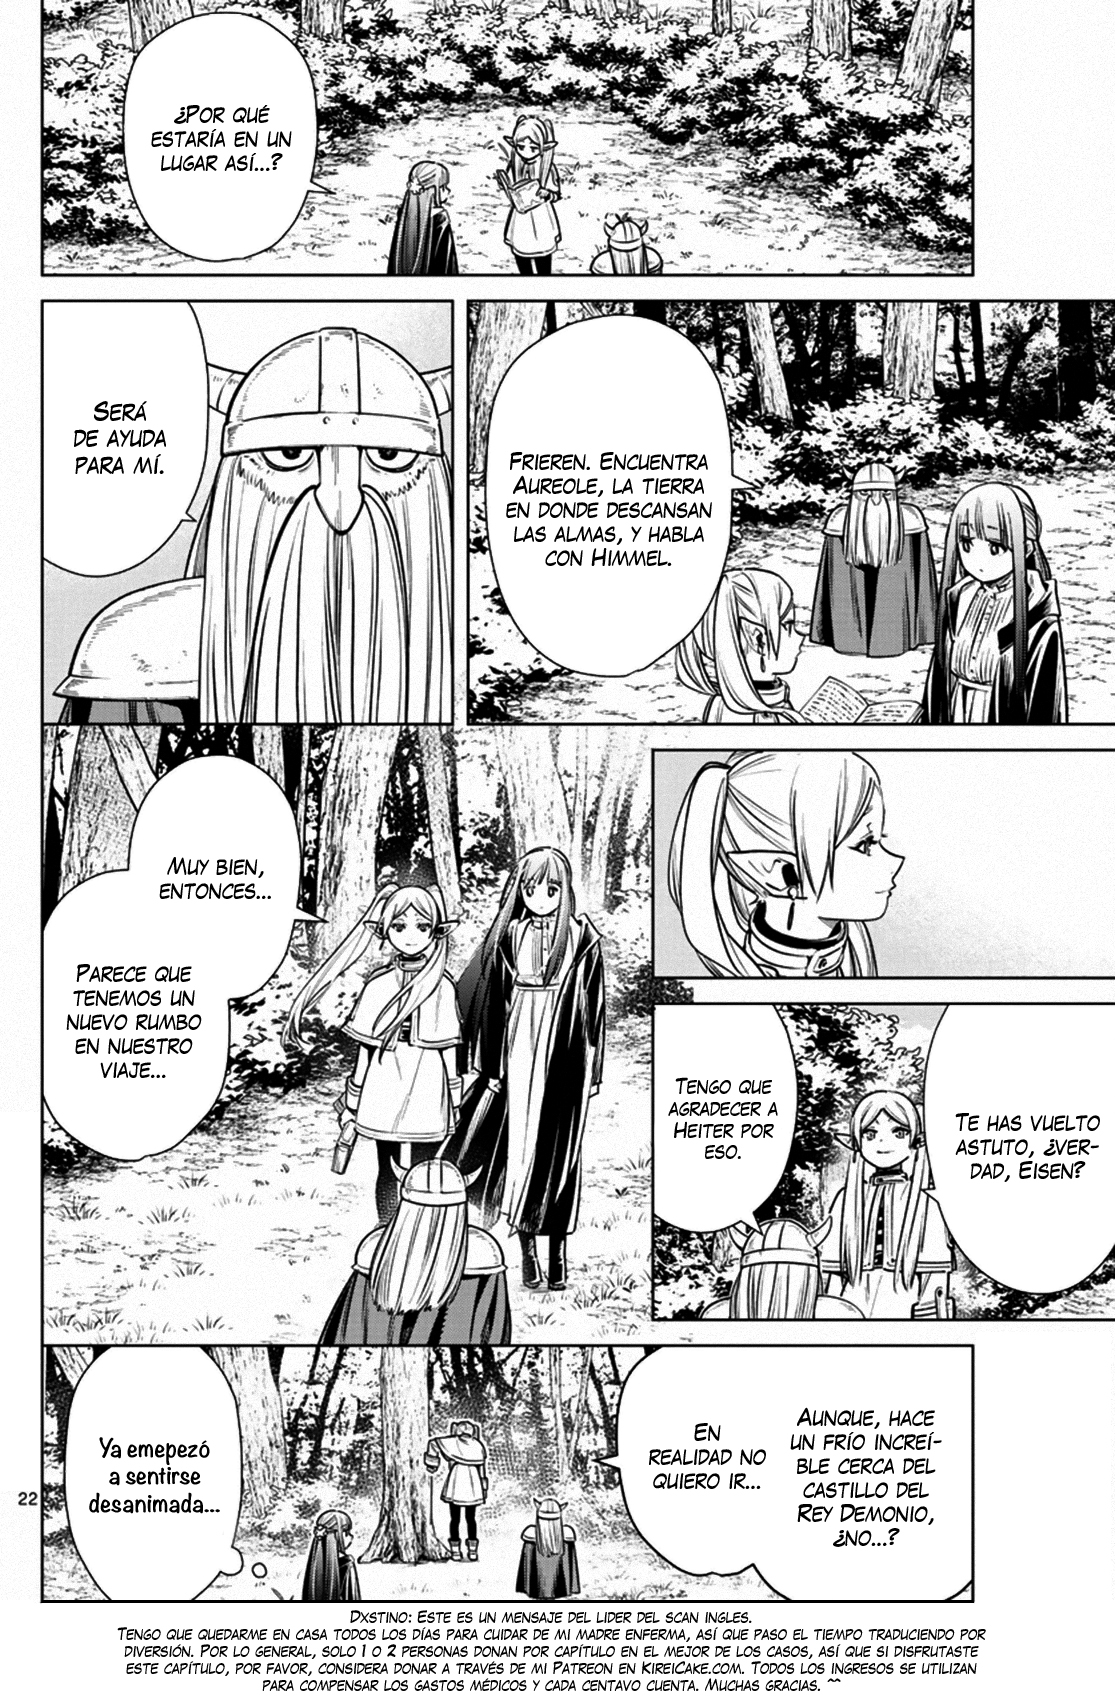 ¿Por qué
estaría en un
lugar así...?
Frieren. Encuentra
Aureole, la tierra
en donde descansan
las almas, y habla
con Himmel.
Será
de ayuda
para mí.
Te has vuelto
astuto, ¿ver-
dad, Eisen?
Tengo que
agradecer a
Heiter por
eso.
Muy bien,
entonces...
Parece que
tenemos un
nuevo rumbo
en nuestro
viaje...
Aunque, hace
un frío increí-
ble cerca del
castillo del
Rey Demonio,
¿no...?
En
realidad no
quiero ir...
Ya emepezó
a sentirse
desanimada...
22
Dxstino: Este es un mensaje del lider del scan ingles.
Tengo que quedarme en casa todos los días para cuidar de mi madre enferma, así que paso el tiempo traduciendo por
diversión. Por lo general, solo 1 o 2 personas donan por capítulo en el mejor de los casos, así que si disfrutaste
este capítulo, por favor, considera donar a través de mi Patreon en KireiCake.com. Todos los ingresos se utilizan
para compensar los gastos médicos y cada centavo cuenta. Muchas gracias. ^^